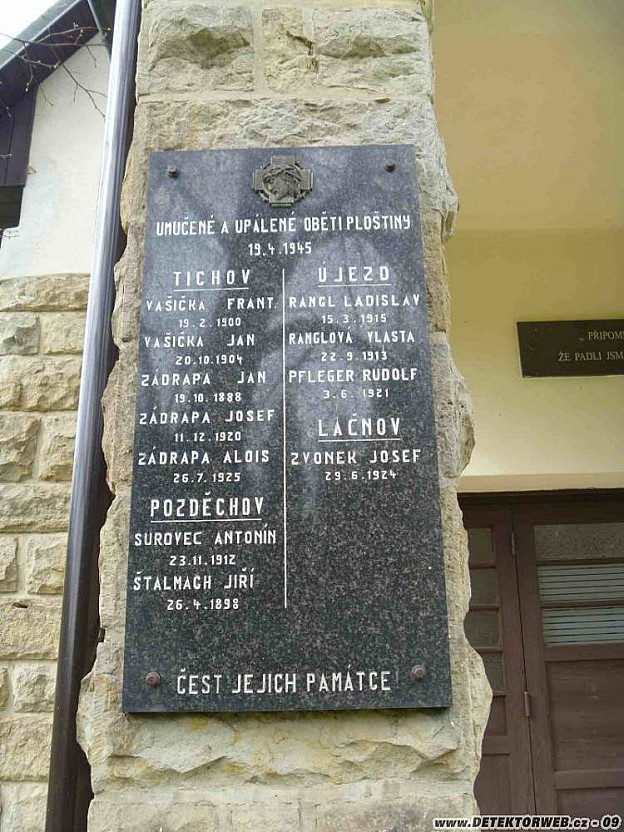 UMUČENÉ A UPÁLENÉ OBĚTI PLOŠTINY
19.4.1945
TICHOV
VAŠIČKA FRANT.
19.2.1900
VAŠÍČKA JAN
20.10.1904
ZÁDRAPA JAN
19.10.1888
ZÁDRAPA JOSEF
11.12.1920
ZÁDRAPA ALOIS
26.7.1925
POZDĚCHOV
SUROVEC ANTONÍN
23.11.1912
ŠTALMACH JIŘÍ
26.4.1898
ÚJEZD
RANGL LADISLAV
15.3.1915
RANGLOVÁ VLASTA
22.9.1913
PFLEGER RUDOLF
3.6.1921
LAČNOV
ZVONEK JOSEF
29.6.1924
ČEST JEJICH PAMÁTCE
PŘIPOM
ŽE PADLI JSM
WWW.DETEKTORWEB.cz - 09